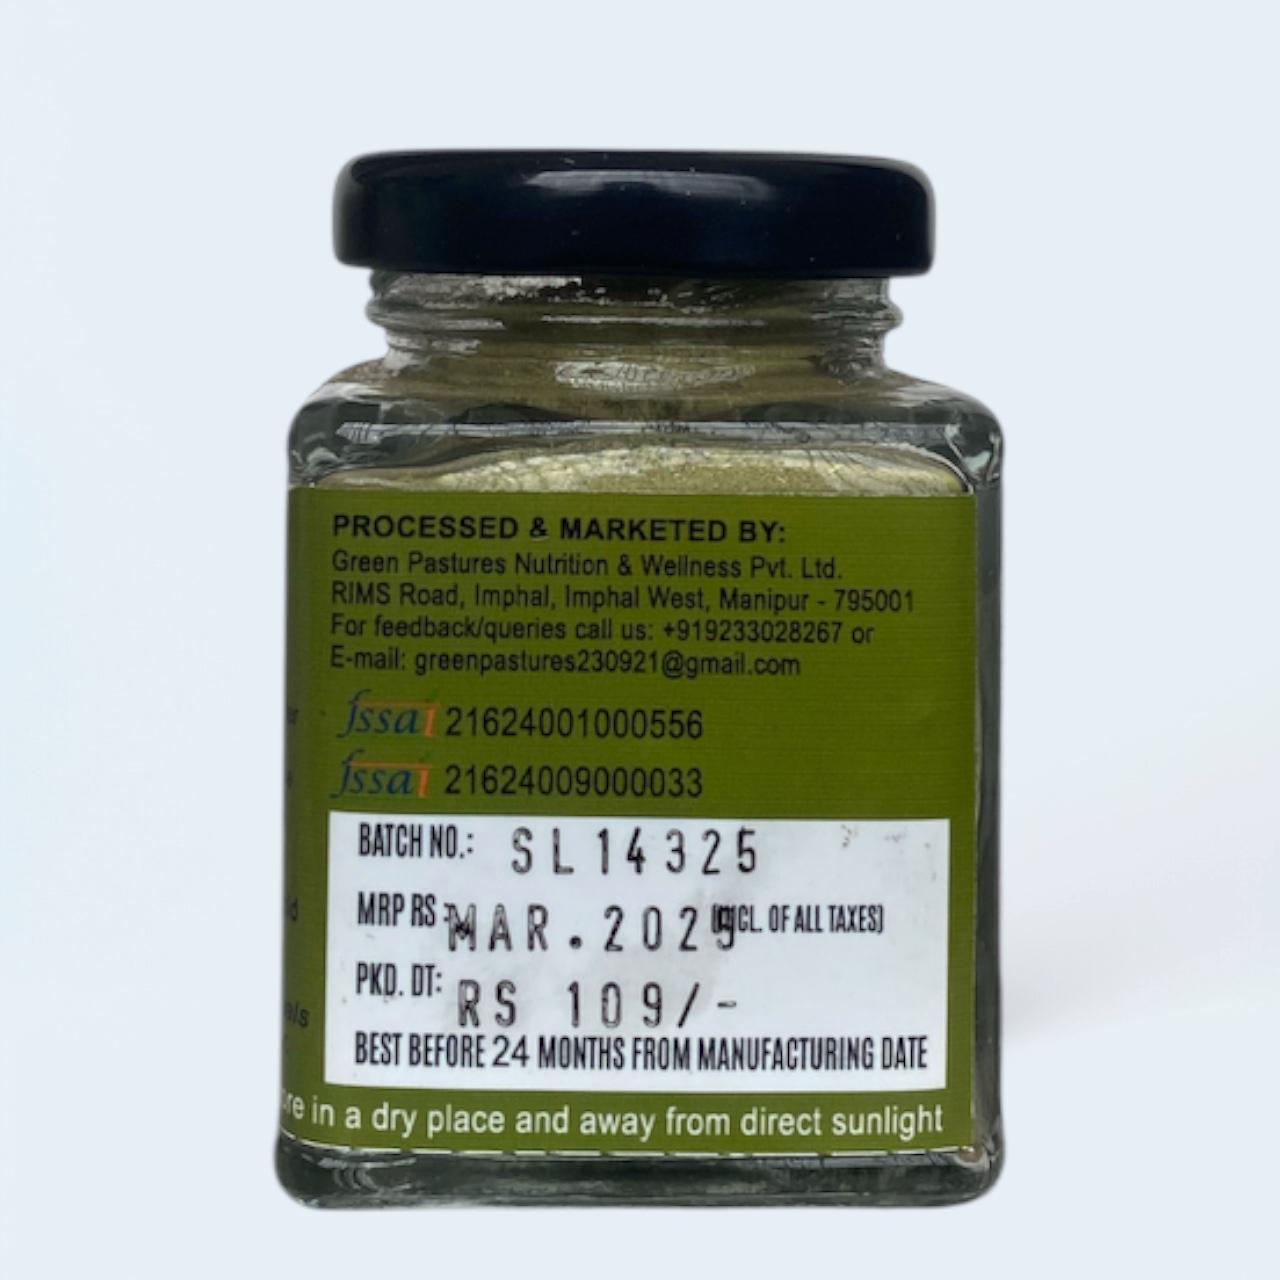 PROCESSED & MARKETED BY:
Green Pastures Nutrition & Wellness Pvt. Ltd.
RIMS Road, Imphal, Imphal West, Manipur - 795001
For feedback/queries call us: +919233028267 or
E-mail: greenpastures230921@gmail.com
fssai 21624001000556
fssai 21624009000033
BATCH NO.: SL14325
MRP RS : MAR.2025 (INCL. OF ALL TAXES)
PKD. DT: RS 109/-
BEST BEFORE 24 MONTHS FROM MANUFACTURING DATE
in a dry place and away from direct sunlight